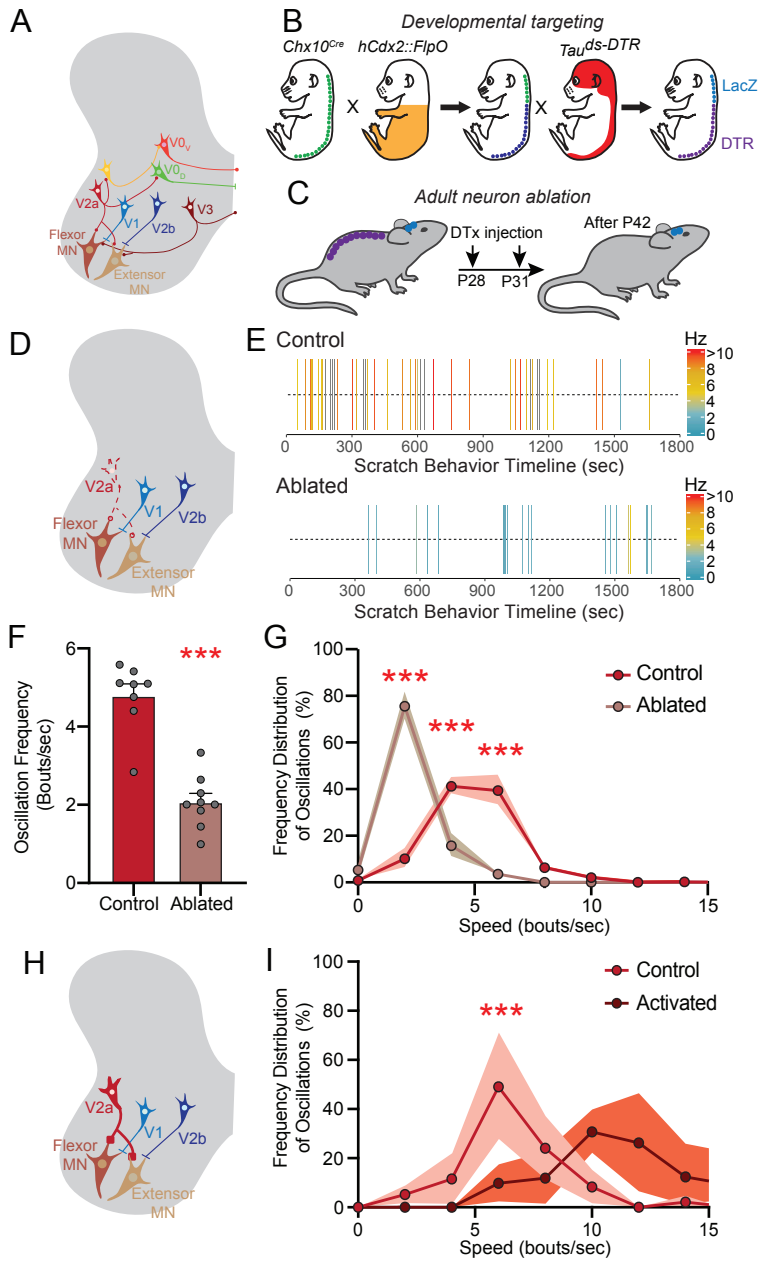 A
V0V
V0D
V2a
V1
V2b
V3
Flexor
MN
Extensor
MN
B
Developmental targeting
Chx10Cre
hCdx2::FlpO
Tauds-DTR
X
X
LacZ
DTR
C
Adult neuron ablation
DTx injection
P28
P31
After P42
D
V2a
V1
V2b
Flexor
MN
Extensor
MN
E
Control
Hz
>10
8
6
4
2
0
0 300 600 900 1200 1500 1800
Scratch Behavior Timeline (sec)
Ablated
Hz
>10
8
6
4
2
0
0 300 600 900 1200 1500 1800
Scratch Behavior Timeline (sec)
F
Oscillation Frequency
(Bouts/sec)
6
4
2
0
***
Control Ablated
G
Frequency Distribution
of Oscillations (%)
100
80
60
40
20
0
***
***
***
Control
Ablated
0 5 10 15
Speed (bouts/sec)
H
V2a
V1
V2b
Flexor
MN
Extensor
MN
I
Frequency Distribution
of Oscillations (%)
100
80
60
40
20
0
***
Control
Activated
0 5 10 15
Speed (bouts/sec)